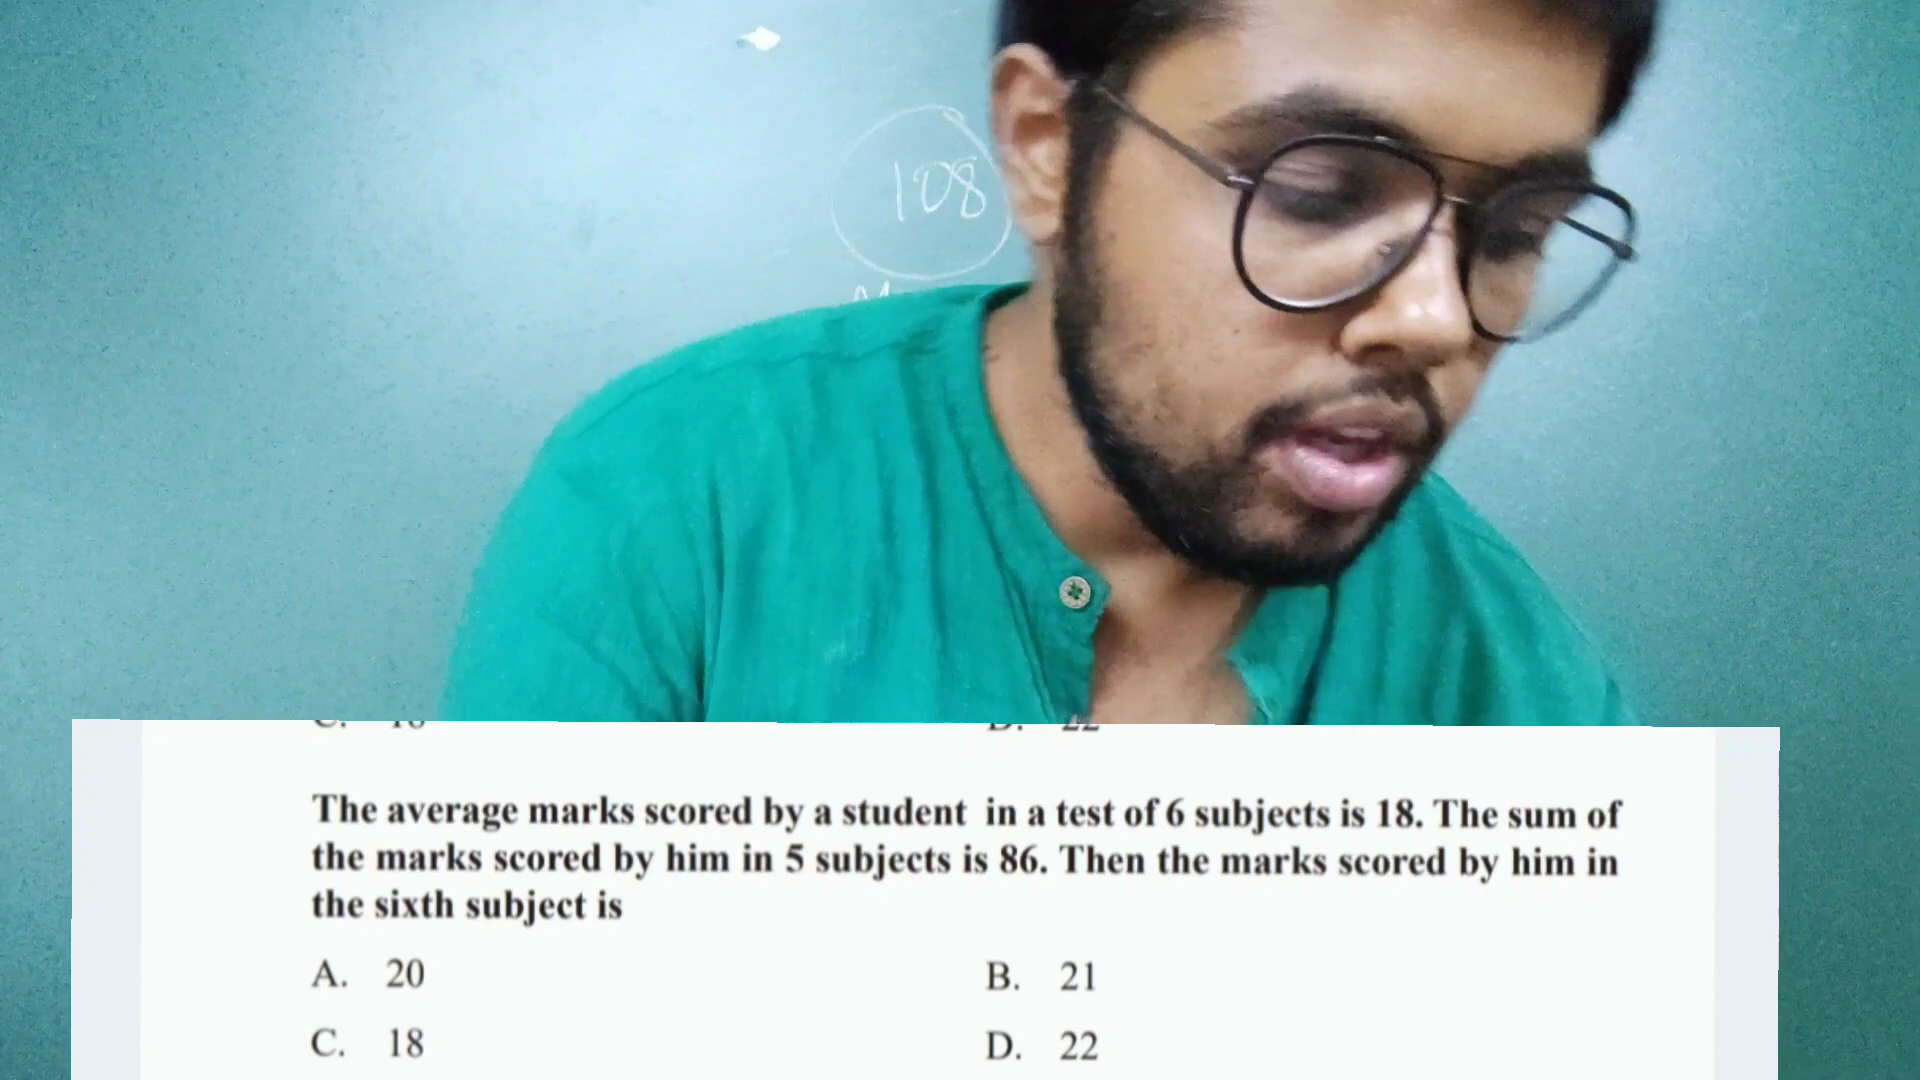 108
The average marks scored by a student in a test of 6 subjects is 18. The sum of
the marks scored by him in 5 subjects is 86. Then the marks scored by him in
the sixth subject is
A. 20 B. 21
C. 18 D. 22